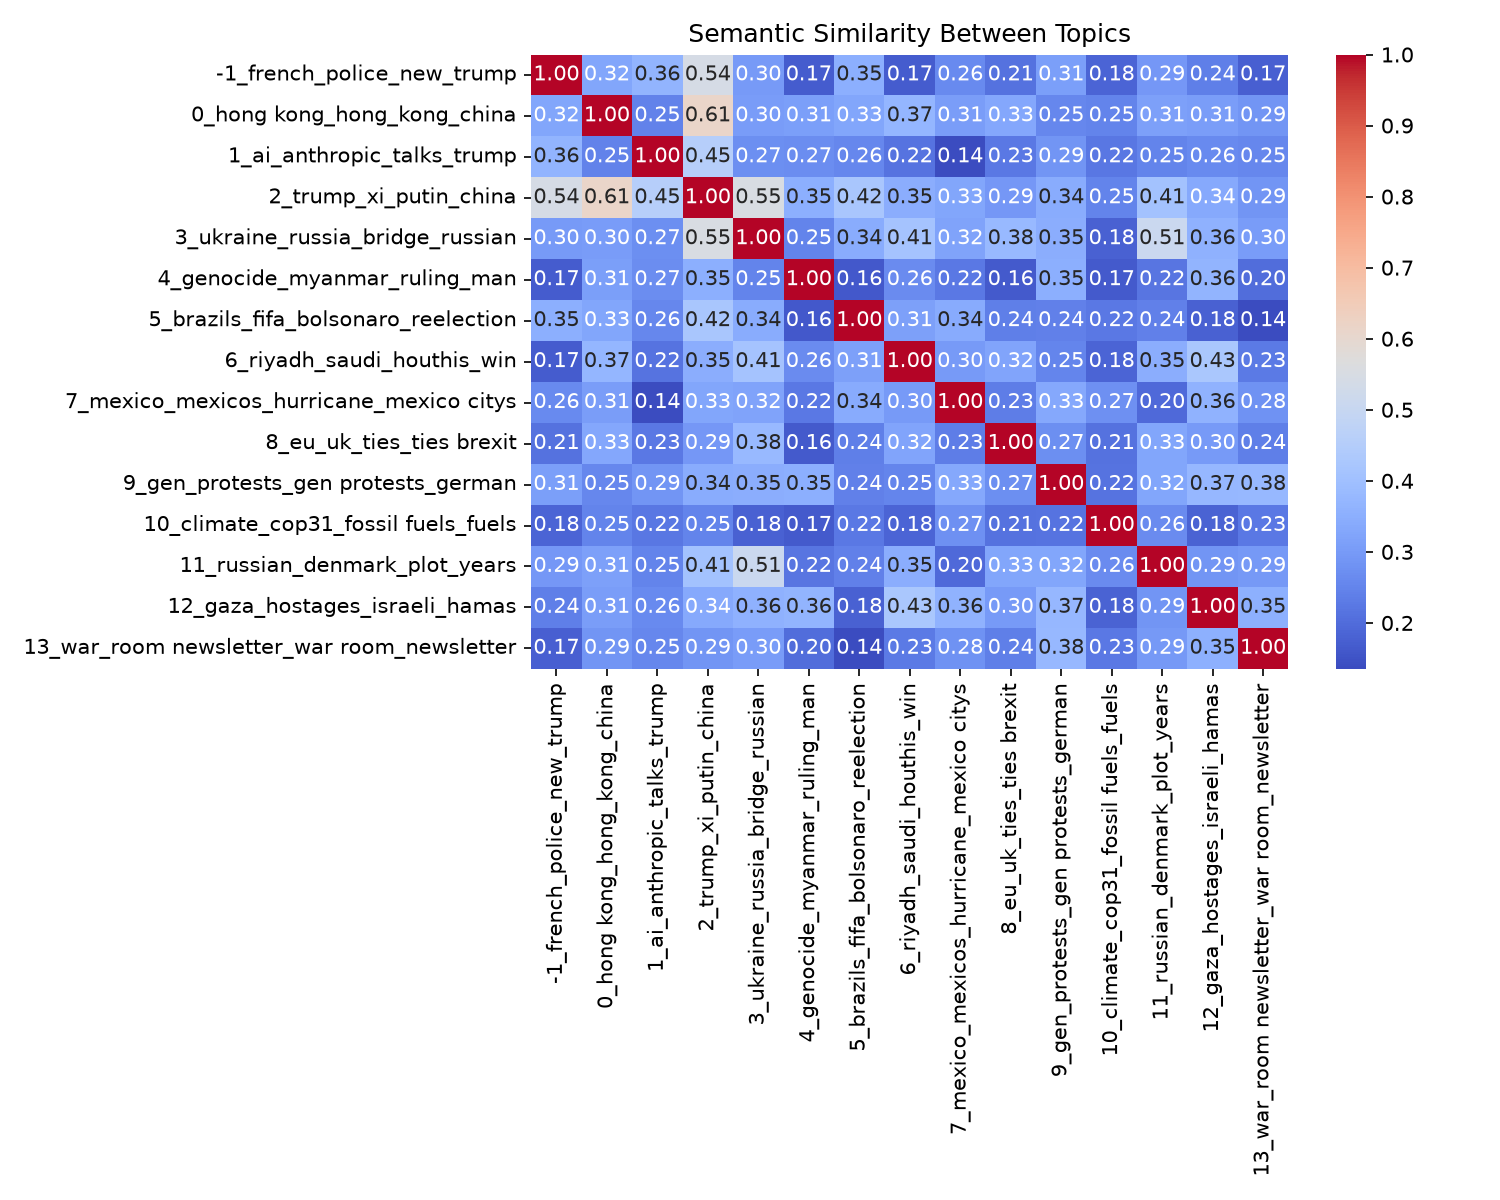 Semantic Similarity Between Topics
-1_french_police_new_trump 1.00 0.32 0.36 0.54 0.30 0.17 0.35 0.17 0.26 0.21 0.31 0.18 0.29 0.24 0.17
0_hong kong_hong_kong_china 0.32 1.00 0.25 0.61 0.30 0.31 0.33 0.37 0.31 0.33 0.25 0.25 0.31 0.31 0.29
1_ai_anthropic_talks_trump 0.36 0.25 1.00 0.45 0.27 0.27 0.26 0.22 0.14 0.23 0.29 0.22 0.25 0.26 0.25
2_trump_xi_putin_china 0.54 0.61 0.45 1.00 0.55 0.35 0.42 0.35 0.33 0.29 0.34 0.25 0.41 0.34 0.29
3_ukraine_russia_bridge_russian 0.30 0.30 0.27 0.55 1.00 0.25 0.34 0.41 0.32 0.38 0.35 0.18 0.51 0.36 0.30
4_genocide_myanmar_ruling_man 0.17 0.31 0.27 0.35 0.25 1.00 0.16 0.26 0.22 0.16 0.35 0.17 0.22 0.36 0.20
5_brazils_fifa_bolsonaro_reelection 0.35 0.33 0.26 0.42 0.34 0.16 1.00 0.31 0.34 0.24 0.24 0.22 0.24 0.18 0.14
6_riyadh_saudi_houthis_win 0.17 0.37 0.22 0.35 0.41 0.26 0.31 1.00 0.30 0.32 0.25 0.18 0.35 0.43 0.23
7_mexico_mexicos_hurricane_mexico citys 0.26 0.31 0.14 0.33 0.32 0.22 0.34 0.30 1.00 0.23 0.33 0.27 0.20 0.36 0.28
8_eu_uk_ties_ties brexit 0.21 0.33 0.23 0.29 0.38 0.16 0.24 0.32 0.23 1.00 0.27 0.21 0.33 0.30 0.24
9_gen_protests_gen protests_german 0.31 0.25 0.29 0.34 0.35 0.35 0.24 0.25 0.33 0.27 1.00 0.22 0.32 0.37 0.38
10_climate_cop31_fossil fuels_fuels 0.18 0.25 0.22 0.25 0.18 0.17 0.22 0.18 0.27 0.21 0.22 1.00 0.26 0.18 0.23
11_russian_denmark_plot_years 0.29 0.31 0.25 0.41 0.51 0.22 0.24 0.35 0.20 0.33 0.32 0.26 1.00 0.29 0.29
12_gaza_hostages_israeli_hamas 0.24 0.31 0.26 0.34 0.36 0.36 0.18 0.43 0.36 0.30 0.37 0.18 0.29 1.00 0.35
13_war_room newsletter_war room_newsletter 0.17 0.29 0.25 0.29 0.30 0.20 0.14 0.23 0.28 0.24 0.38 0.23 0.29 0.35 1.00
-1_french_police_new_trump
0_hong kong_hong_kong_china
1_ai_anthropic_talks_trump
2_trump_xi_putin_china
3_ukraine_russia_bridge_russian
4_genocide_myanmar_ruling_man
5_brazils_fifa_bolsonaro_reelection
6_riyadh_saudi_houthis_win
7_mexico_mexicos_hurricane_mexico citys
8_eu_uk_ties_ties brexit
9_gen_protests_gen protests_german
10_climate_cop31_fossil fuels_fuels
11_russian_denmark_plot_years
12_gaza_hostages_israeli_hamas
13_war_room newsletter_war room_newsletter
1.0
0.9
0.8
0.7
0.6
0.5
0.4
0.3
0.2